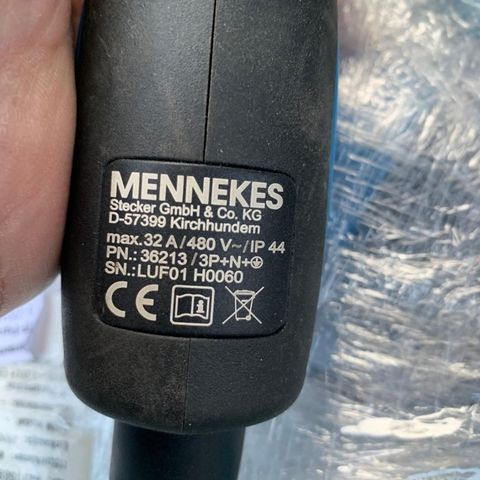 MENNEKES
Stecker GmbH & Co. KG
D-57399 Kirchhundem
max. 32 A / 480 V~ / IP 44
PN.: 36213 / 3P+N+⏚
SN.: LUF01 H0060
CE